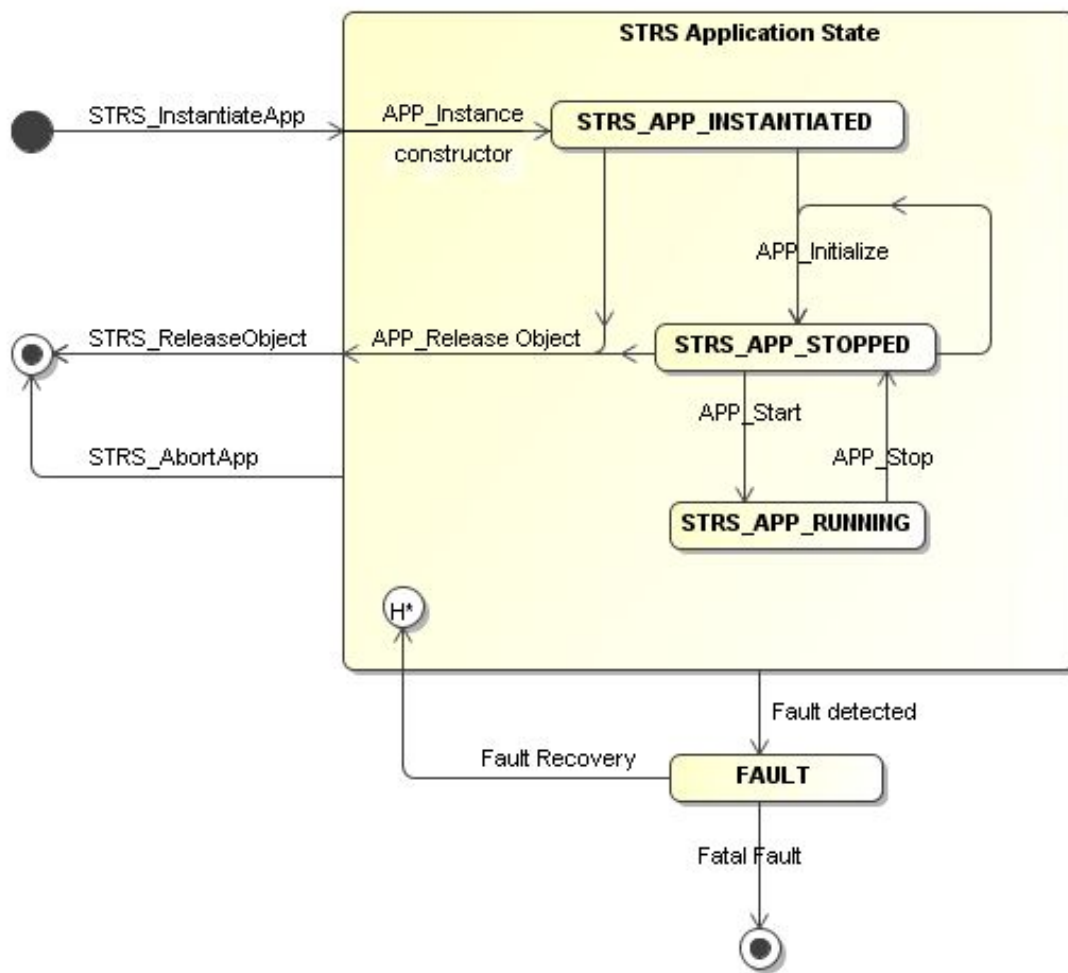 STRS Application State
STRS_InstantiateApp
APP_Instance
constructor
STRS_APP_INSTANTIATED
APP_Initialize
STRS_ReleaseObject
APP_Release Object
STRS_APP_STOPPED
APP_Start
STRS_AbortApp
APP_Stop
STRS_APP_RUNNING
H*
Fault detected
Fault Recovery
FAULT
Fatal Fault